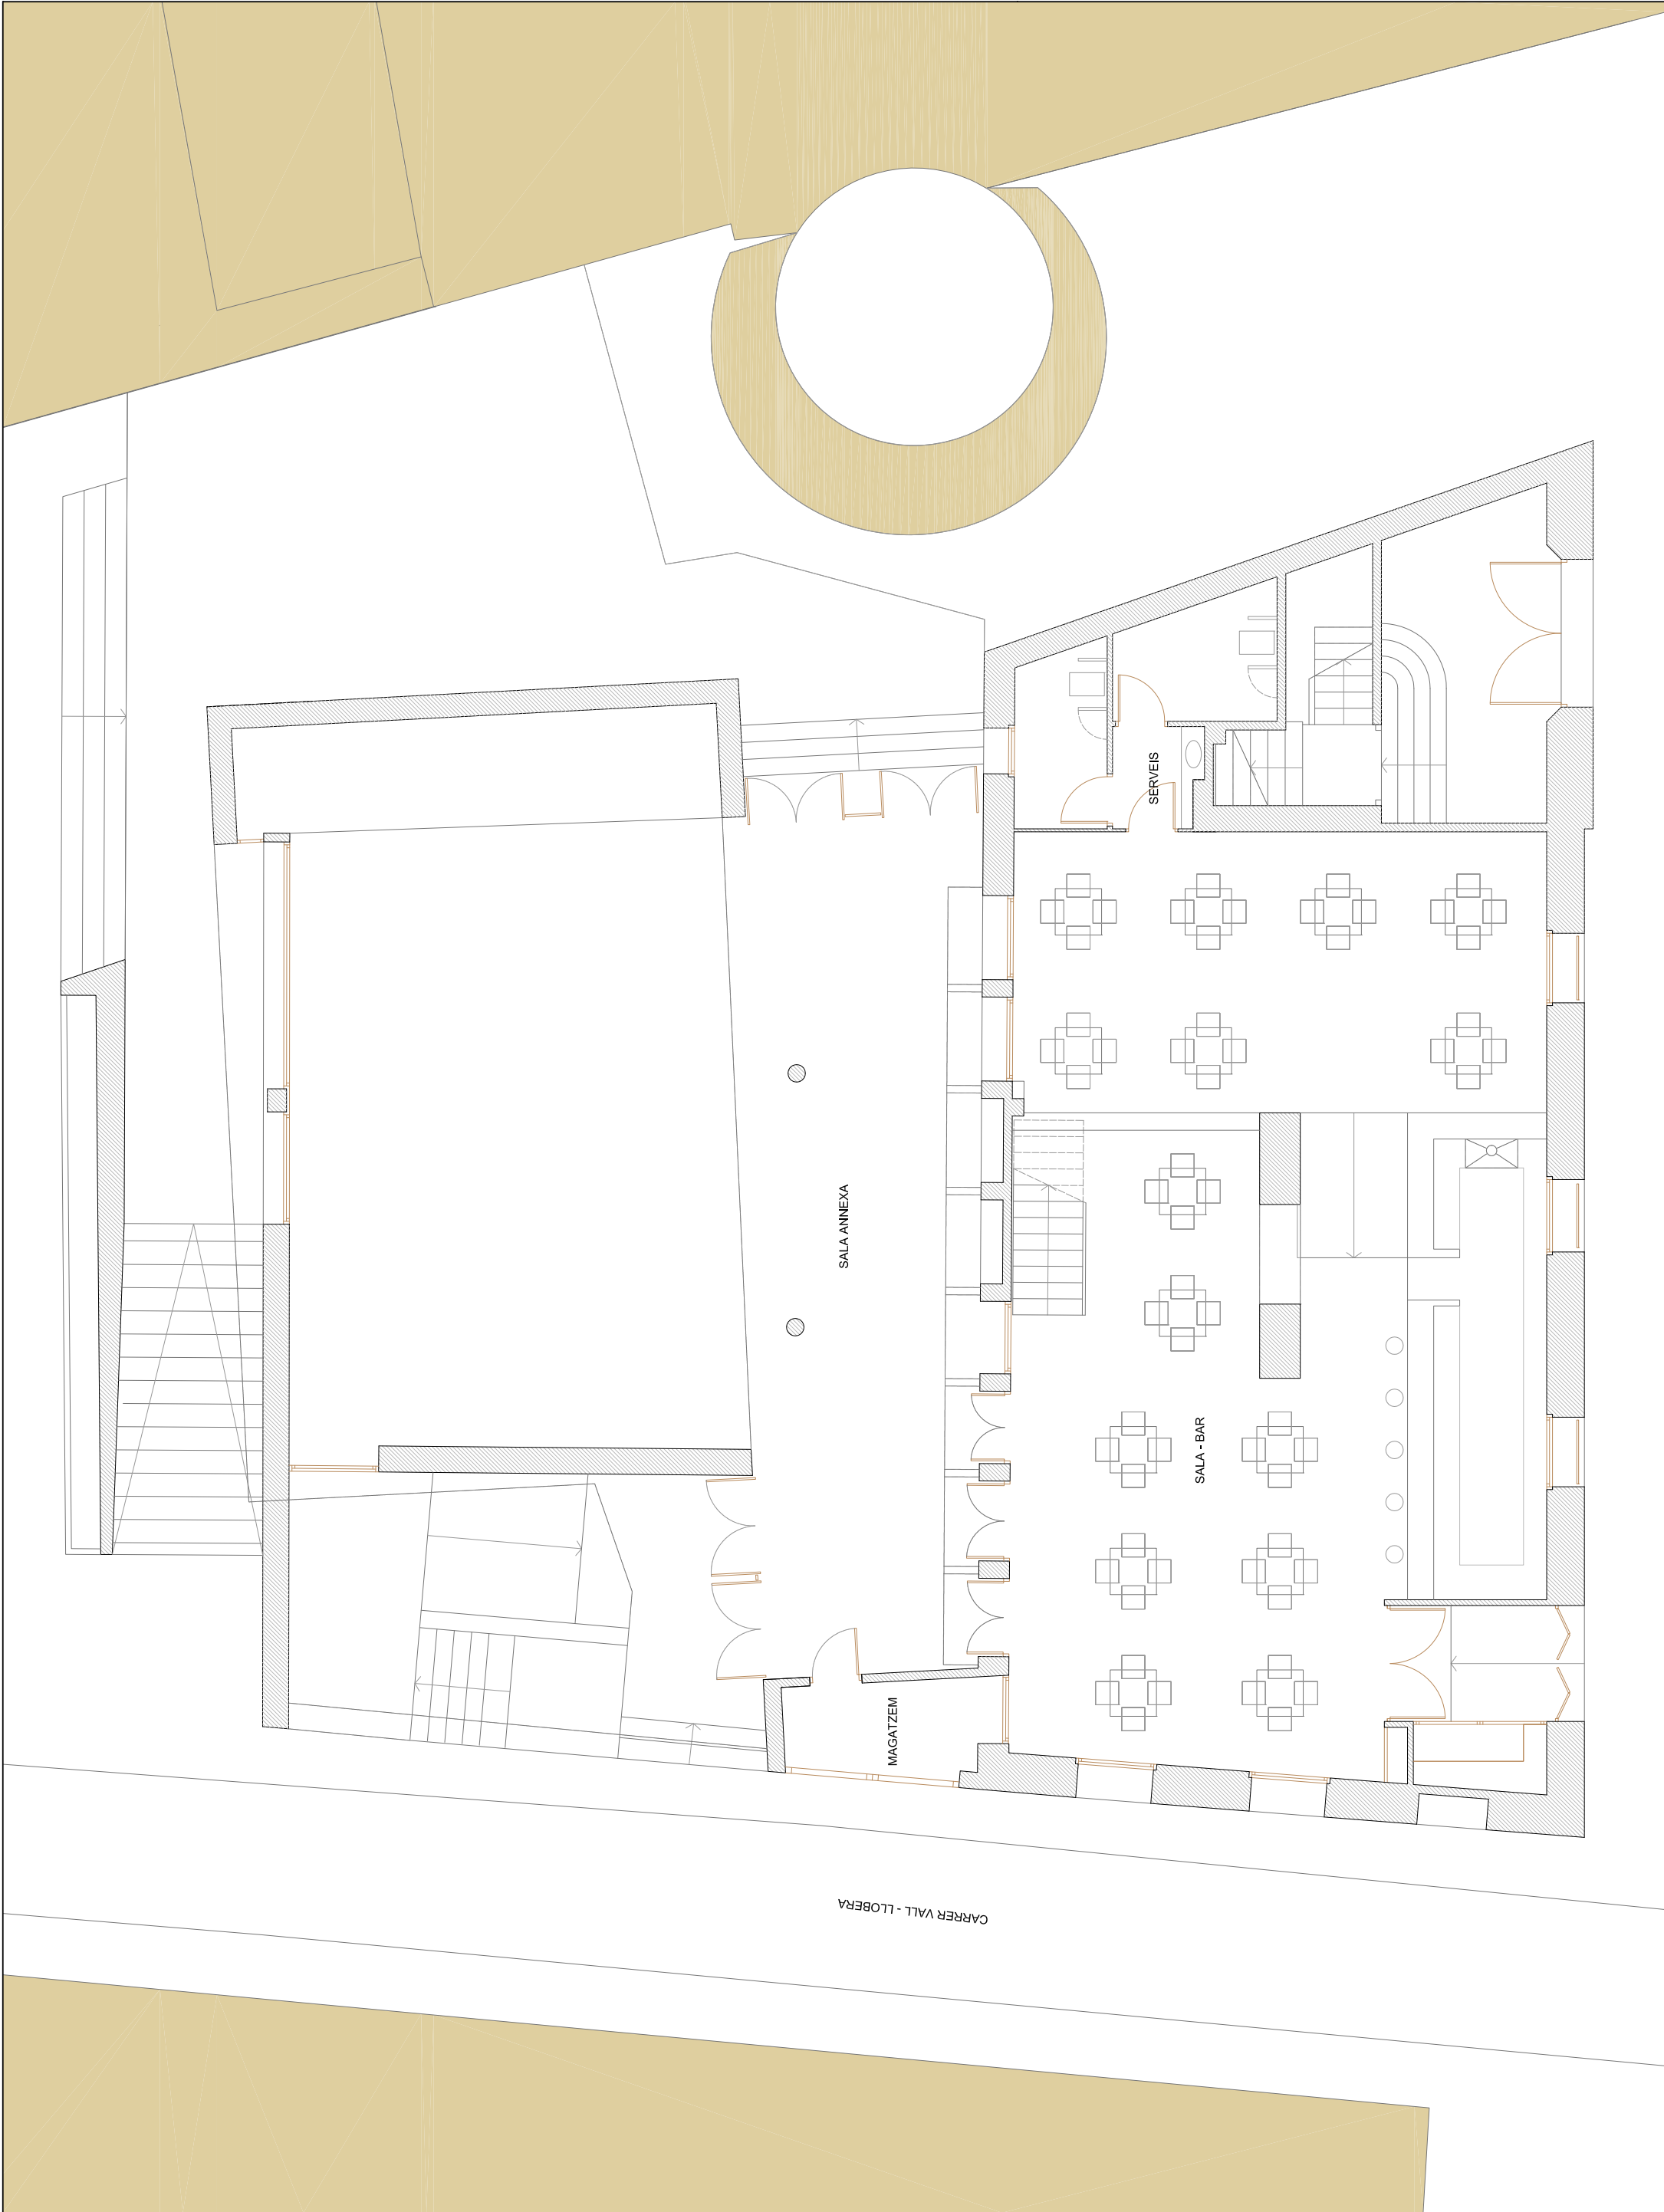 SERVEIS
SALA ANNEXA
SALA - BAR
MAGATZEM
CARRER VALL - LLOBERA